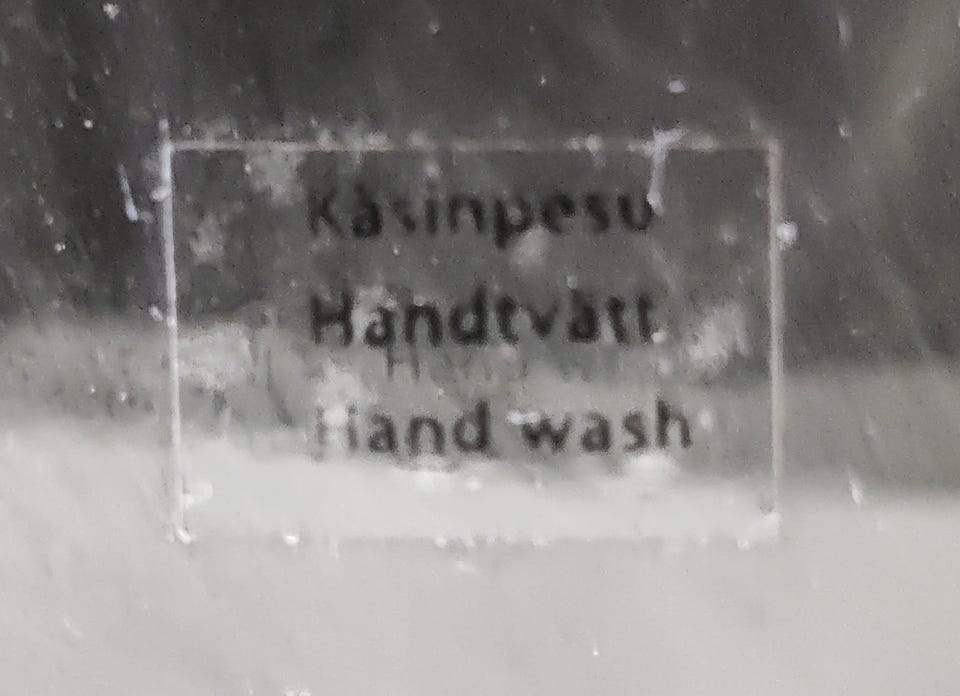 Käsinpesu
Handtvätt
Hand wash